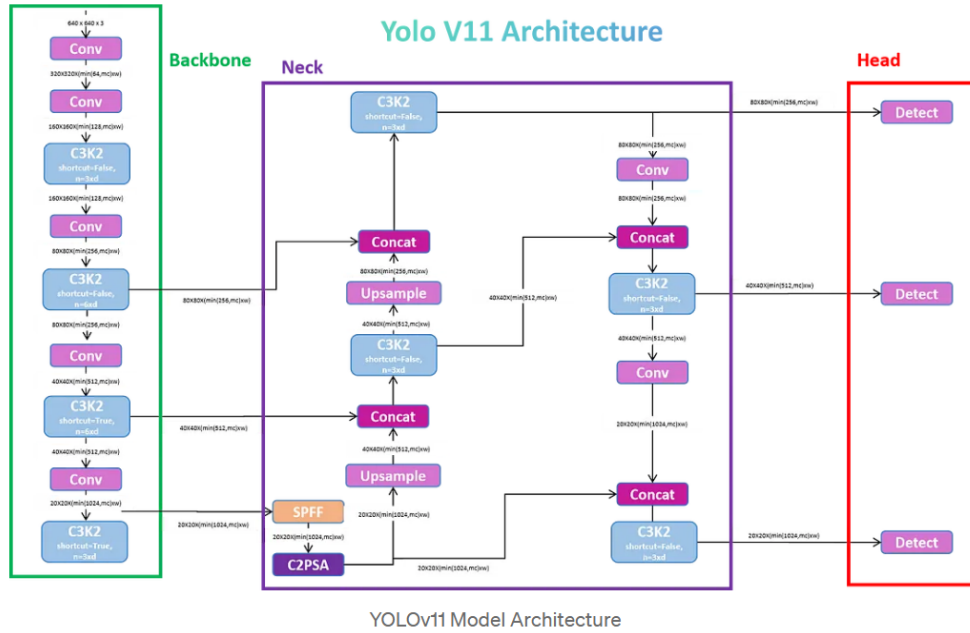 Yolo V11 Architecture
Backbone
640 x 640 x 3
Conv
320X320X(min(64,mc)xw)
Conv
160X160X(min(128,mc)xw)
C3K2
shortcut=False,
n=3xd
160X160X(min(128,mc)xw)
Conv
80X80X(min(256,mc)xw)
C3K2
shortcut=False,
n=6xd
80X80X(min(256,mc)xw)
Conv
40X40X(min(512,mc)xw)
C3K2
shortcut=True,
n=6xd
40X40X(min(512,mc)xw)
Conv
20X20X(min(1024,mc)xw)
C3K2
shortcut=True,
n=3xd
Neck
C3K2
shortcut=False,
n=3xd
80X80X(min(256,mc)xw)
Concat
80X80X(min(256,mc)xw)
Upsample
40X40X(min(512,mc)xw)
C3K2
shortcut=False,
n=3xd
40X40X(min(512,mc)xw)
Concat
40X40X(min(512,mc)xw)
Upsample
20X20X(min(1024,mc)xw)
20X20X(min(1024,mc)xw)
SPFF
20X20X(min(1024,mc)xw)
C2PSA
20X20X(min(1024,mc)xw)
80X80X(min(256,mc)xw)
80X80X(min(256,mc)xw)
Conv
80X80X(min(256,mc)xw)
Concat
40X40X(min(512,mc)xw)
C3K2
shortcut=False,
n=3xd
40X40X(min(512,mc)xw)
40X40X(min(512,mc)xw)
Conv
20X20X(min(1024,mc)xw)
Concat
C3K2
shortcut=False,
n=3xd
20X20X(min(1024,mc)xw)
Head
Detect
Detect
Detect
YOLOv11 Model Architecture